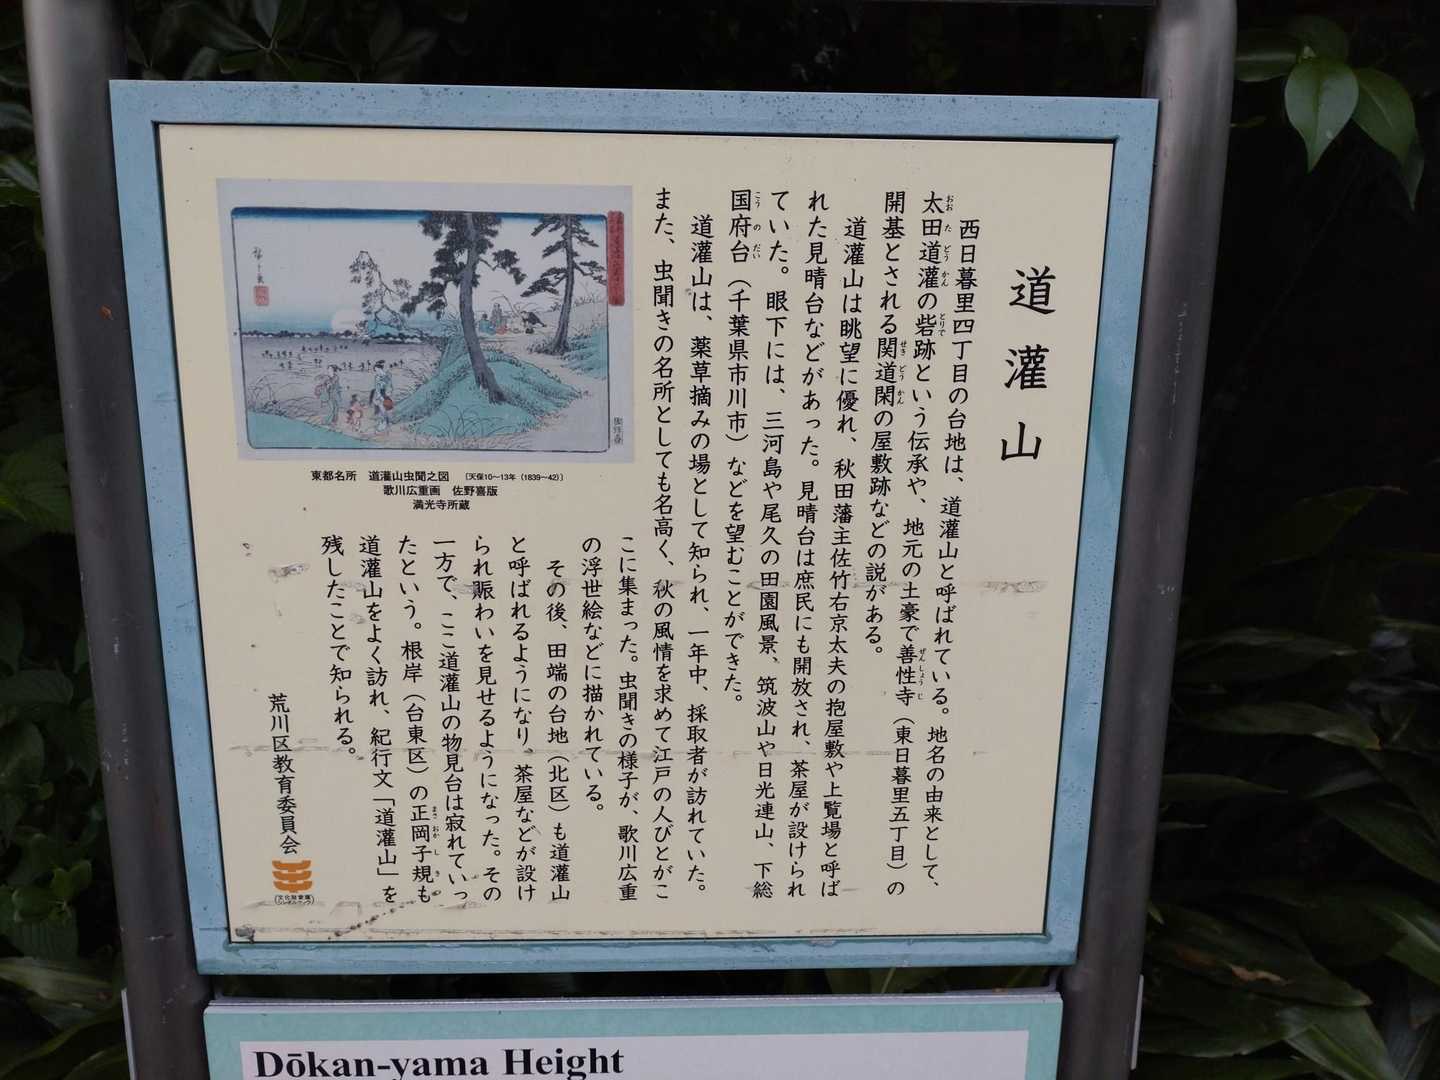 道灌山
西日暮里四丁目の台地は、道灌山と呼ばれている。地名の由来として、
太田道灌の砦跡という伝承や、地元の土豪で善性寺（東日暮里五丁目）の
開基とされる関道閑の屋敷跡などの説がある。
道灌山は眺望に優れ、秋田藩主佐竹右京太夫の抱屋敷や上覧場と呼ば
れた見晴台などがあった。見晴台は庶民にも開放され、茶屋が設けられ
ていた。眼下には、三河島や尾久の田園風景、筑波山や日光連山、下総
国府台（千葉県市川市）などを望むことができた。
道灌山は、薬草摘みの場として知られ、一年中、採取者が訪れていた。
また、虫聞きの名所としても名高く、秋の風情を求めて江戸の人びとがこ
こに集まった。虫聞きの様子が、歌川広重
の浮世絵などに描かれている。
その後、田端の台地（北区）も道灌山
と呼ばれるようになり、茶屋などが設け
られ賑わいを見せるようになった。その
一方で、ここ道灌山の物見台は寂れていっ
たという。根岸（台東区）の正岡子規も
道灌山をよく訪れ、紀行文「道灌山」を
残したことで知られる。
荒川区教育委員会
東都名所　道灌山虫聞之図　〔天保10〜13年（1839〜42）〕
歌川広重画　佐野喜版
満光寺所蔵
Dōkan-yama Height